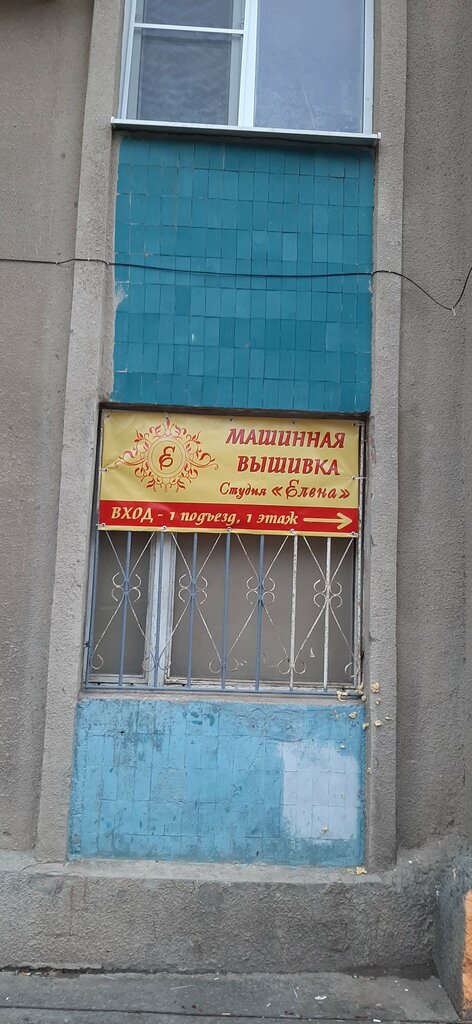 Е
МАШИННАЯ
ВЫШИВКА
Студия «Елена»
ВХОД - 1 подъезд, 1 этаж